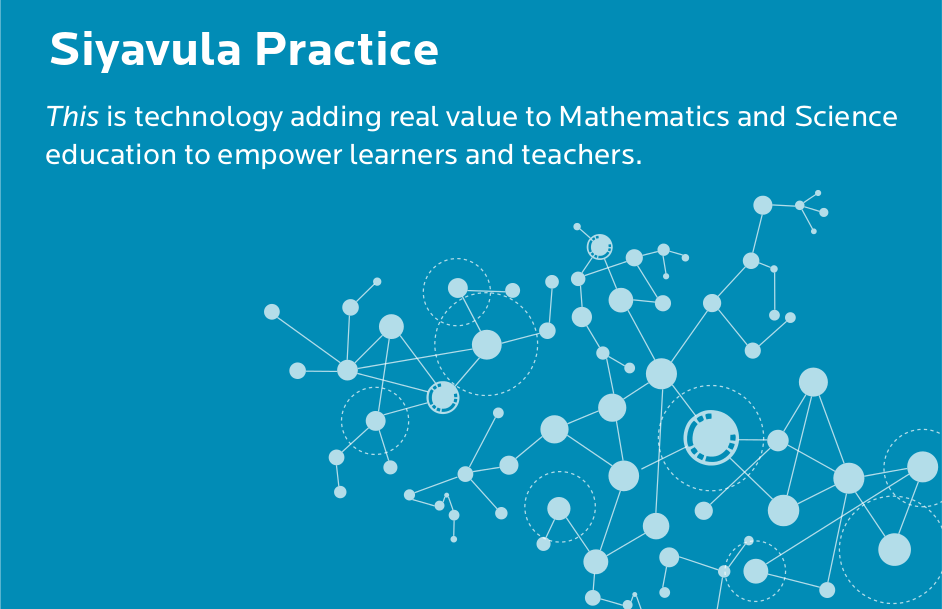 Siyavula Practice
This is technology adding real value to Mathematics and Science
education to empower learners and teachers.